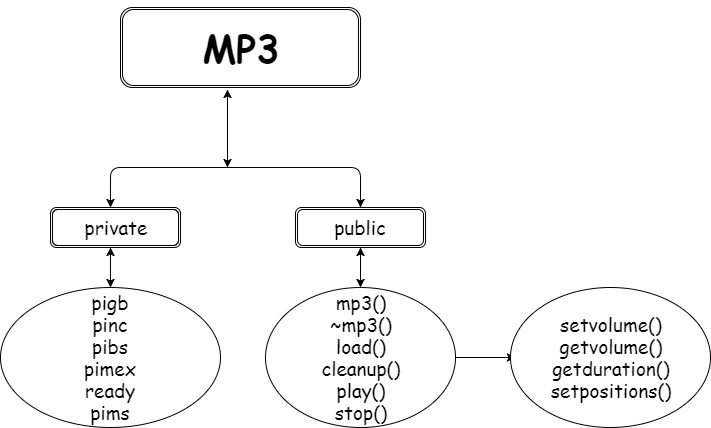 MP3
private
public
pigb
pinc
pibs
pimex
ready
pims
mp3()
~mp3()
load()
cleanup()
play()
stop()
setvolume()
getvolume()
getduration()
setpositions()